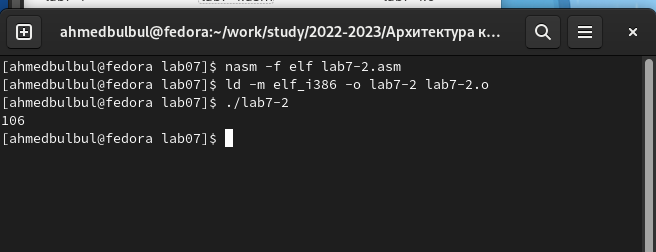 ahmedbulbul@fedora:~/work/study/2022-2023/Архитектура к...
[ahmedbulbul@fedora lab07]$ nasm -f elf lab7-2.asm
[ahmedbulbul@fedora lab07]$ ld -m elf_i386 -o lab7-2 lab7-2.o
[ahmedbulbul@fedora lab07]$ ./lab7-2
106
[ahmedbulbul@fedora lab07]$